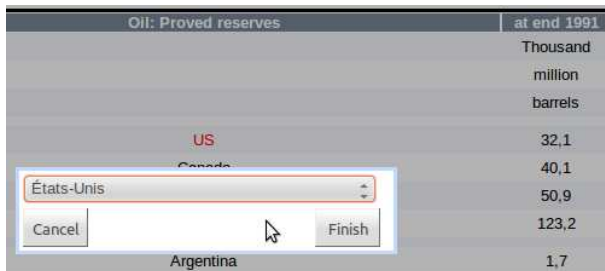 Oil: Proved reserves at end 1991
Thousand
million
barrels
US 32,1
Canada 40,1
États-Unis 50,9
Cancel Finish 123,2
Argentina 1,7